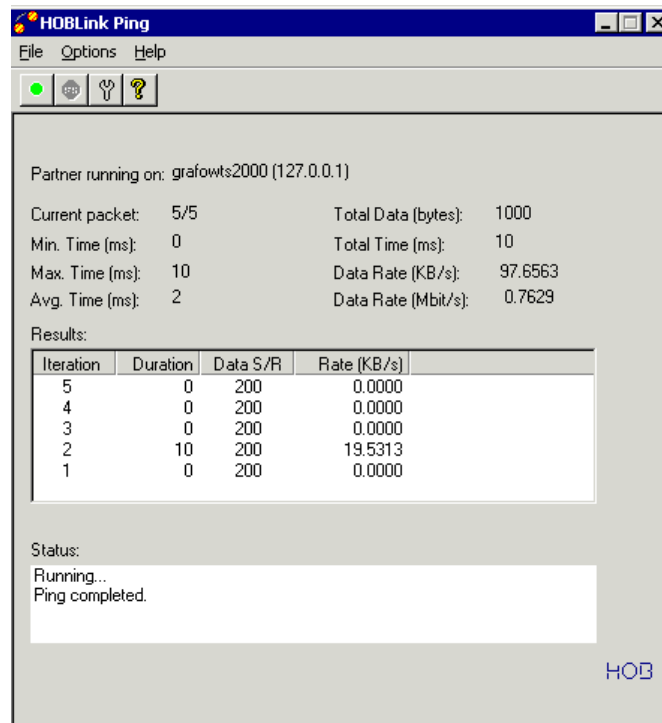 HOBLink Ping
File Options Help
Partner running on: grafowts2000 (127.0.0.1)
Current packet: 5/5 Total Data (bytes): 1000
Min. Time (ms): 0 Total Time (ms): 10
Max. Time (ms): 10 Data Rate (KB/s): 97.6563
Avg. Time (ms): 2 Data Rate (Mbit/s): 0.7629
Results:
Iteration Duration Data S/R Rate (KB/s)
5 0 200 0.0000
4 0 200 0.0000
3 0 200 0.0000
2 10 200 19.5313
1 0 200 0.0000
Status:
Running...
Ping completed.
HOB